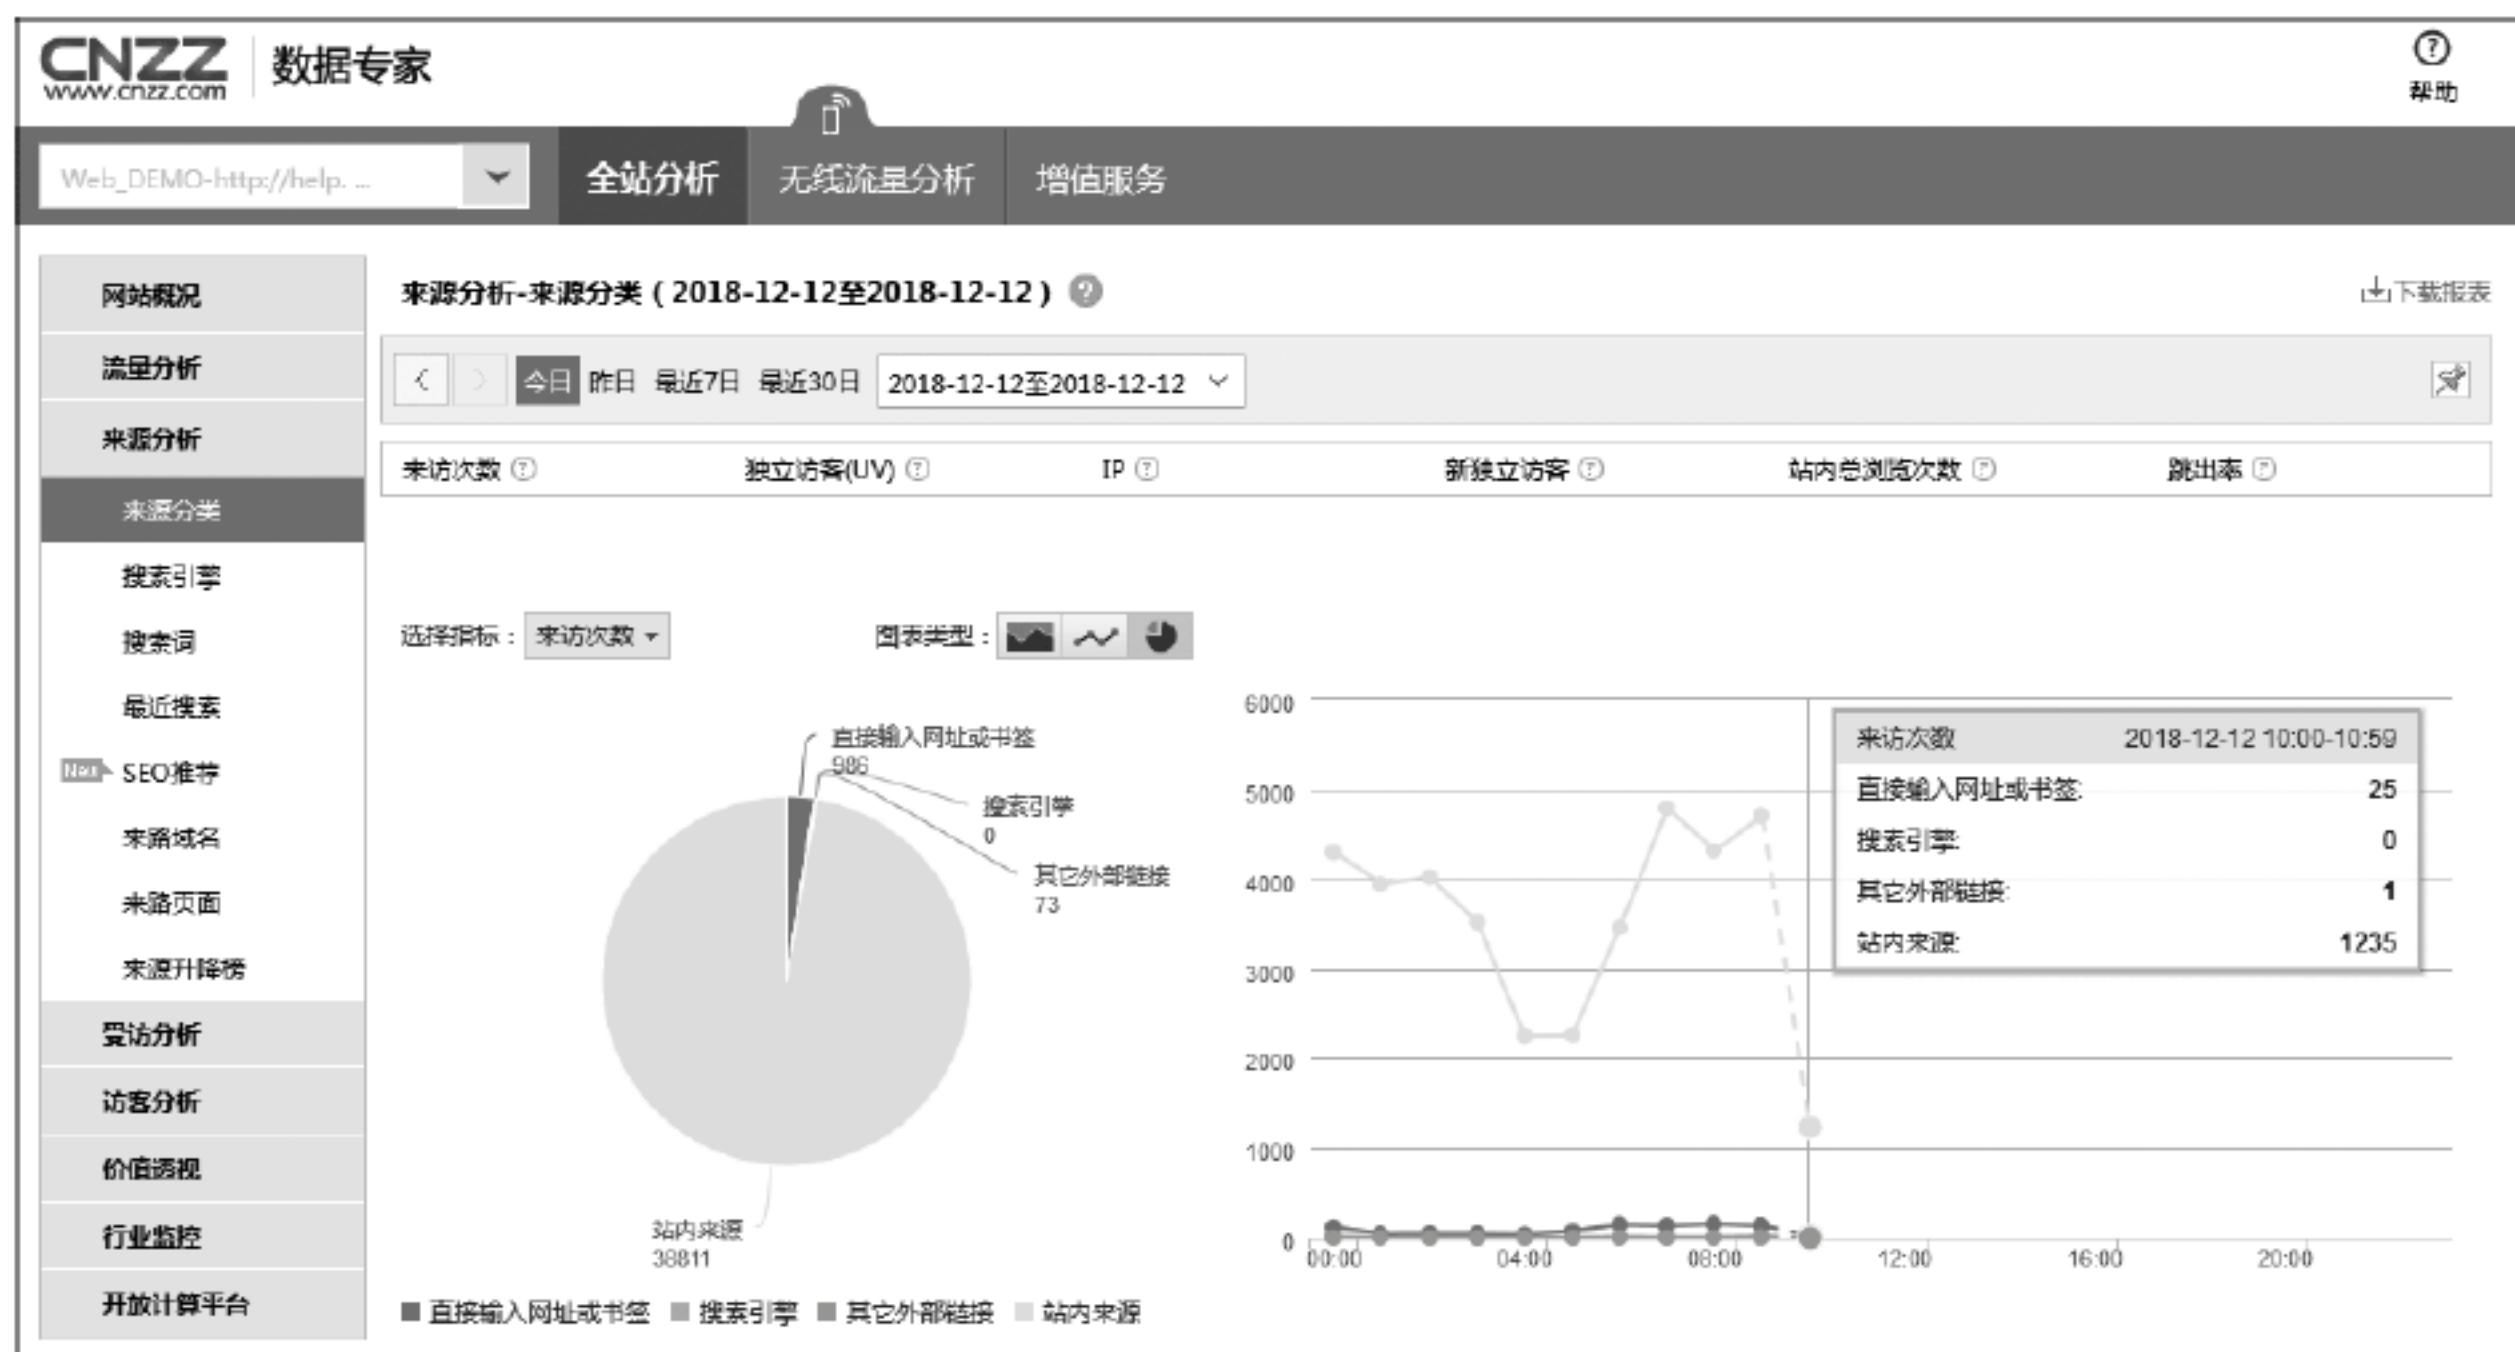 CNZZ
www.cnzz.com
数据专家
帮助
Web_DEMO-http://help. ...
全站分析
无线流量分析
增值服务
网站概况
流量分析
来源分析
来源分类
搜索引擎
搜索词
最近搜索
New SEO推荐
来路域名
来路页面
来源升降榜
受访分析
访客分析
价值透视
行业监控
开放计算平台
来源分析-来源分类 ( 2018-12-12至2018-12-12 ) ?
下载报表
今日 昨日 最近7日 最近30日 2018-12-12至2018-12-12
来访次数 ? 独立访客(UV) ? IP ? 新独立访客 ? 站内总浏览次数 ? 跳出率 ?
选择指标： 来访次数
图表类型：
直接输入网址或书签
986
搜索引擎
0
其它外部链接
73
站内来源
38811
直接输入网址或书签 搜索引擎 其它外部链接 站内来源
6000
5000
4000
3000
2000
1000
0
00:00 04:00 08:00 12:00 16:00 20:00
来访次数 2018-12-12 10:00-10:59
直接输入网址或书签: 25
搜索引擎: 0
其它外部链接: 1
站内来源: 1235